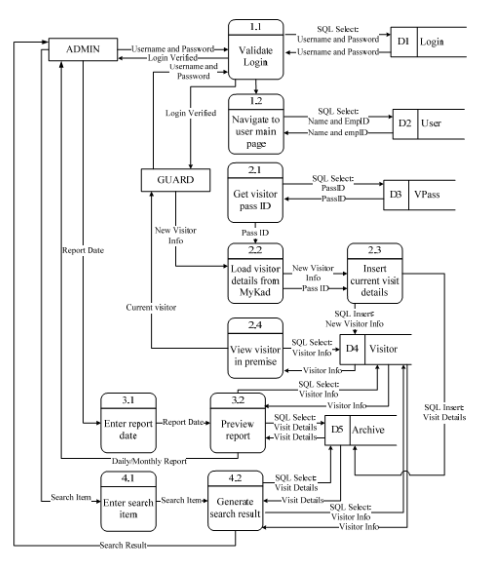 1.1
SQL Select:
ADMIN
Username and Password
Validate
Username and Password
D1
Login
Login Verified
Login
Username and Password
Username and
Password
Login Verified
1.2
SQL Select:
Navigate to
Name and EmpID
D2
User
user main
Name and empID
page
2.1
SQL Select:
GUARD
Get visitor
PassID
D3
VPass
pass ID
PassID
New Visitor
Info
Pass ID
Report Date
2.2
2.3
Load visitor
New Visitor
Info
Insert
details from
current visit
MyKad
Pass ID
details
Current visitor
SQL Insert:
New Visitor Info
2.4
SQL Select:
View visitor
Visitor Info
D4
Visitor
in premise
Visitor Info
SQL Select:
Visitor Info
3.1
3.2
Visitor Info
SQL Insert:
Visit Details
Enter report
Report Date
Preview
SQL Select:
Visit Details
date
report
Visit Details
D5
Archive
Daily/Monthly Report
4.1
4.2
SQL Select:
Visit Details
Search Item
Enter search
Search Item
Generate
Visit Details
item
search result
SQL Select:
Visitor Info
Visitor Info
Search Result